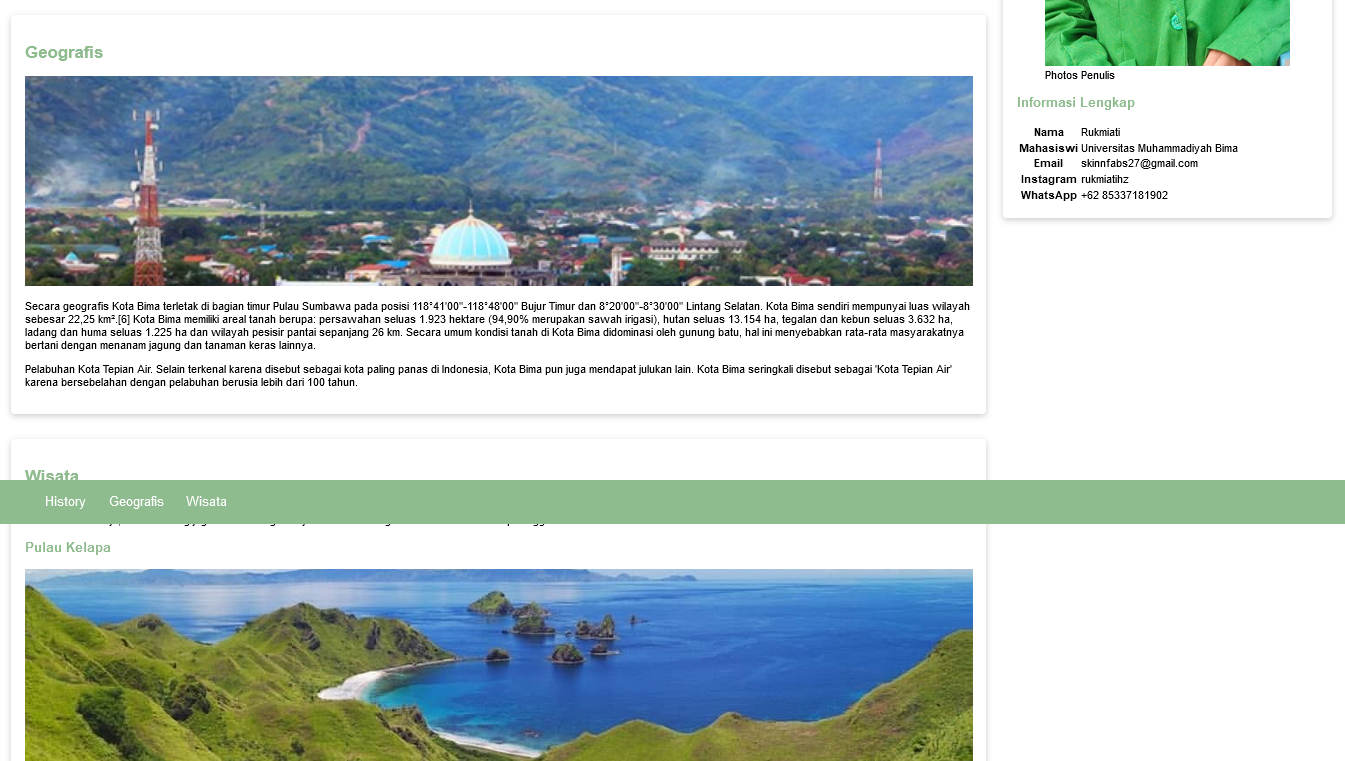 Geografis
Secara geografis Kota Bima terletak di bagian timur Pulau Sumbawa pada posisi 118°41'00"-118°48'00" Bujur Timur dan 8°20'00"-8°30'00" Lintang Selatan. Kota Bima sendiri mempunyai luas wilayah
sebesar 22,25 km².[6] Kota Bima memiliki areal tanah berupa: persawahan seluas 1.923 hektare (94,90% merupakan sawah irigasi), hutan seluas 13.154 ha, tegalan dan kebun seluas 3.632 ha,
ladang dan huma seluas 1.225 ha dan wilayah pesisir pantai sepanjang 26 km. Secara umum kondisi tanah di Kota Bima didominasi oleh gunung batu, hal ini menyebabkan rata-rata masyarakatnya
bertani dengan menanam jagung dan tanaman keras lainnya.
Pelabuhan Kota Tepian Air. Selain terkenal karena disebut sebagai kota paling panas di Indonesia, Kota Bima pun juga mendapat julukan lain. Kota Bima seringkali disebut sebagai 'Kota Tepian Air'
karena bersebelahan dengan pelabuhan berusia lebih dari 100 tahun.
Wisata
History Geografis Wisata
Pulau Kelapa
Photos Penulis
Informasi Lengkap
Nama Rukmiati
Mahasiswi Universitas Muhammadiyah Bima
Email skinnfabs27@gmail.com
Instagram rukmiatihz
WhatsApp +62 85337181902